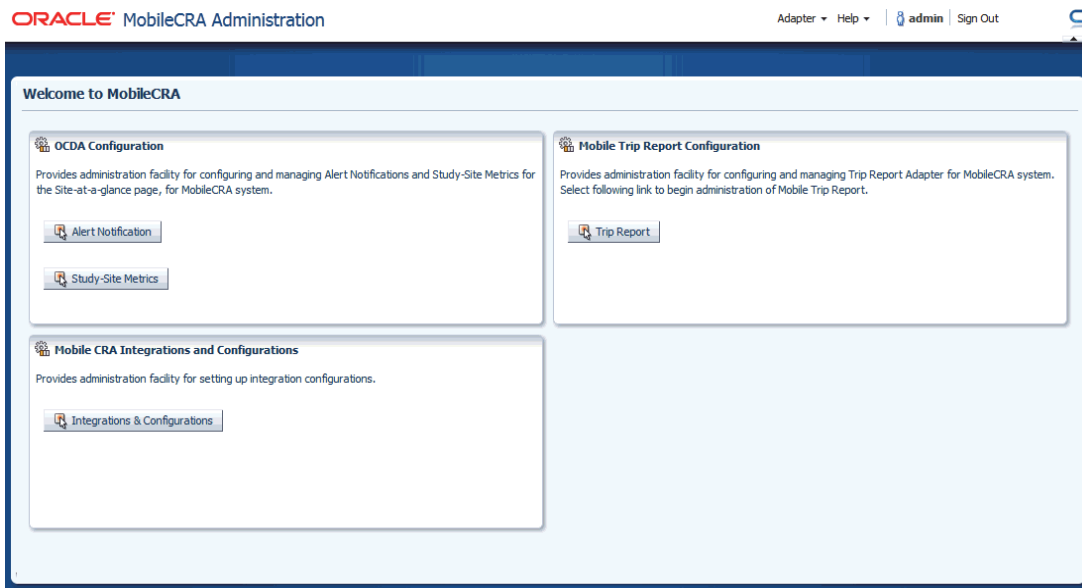 ORACLE MobileCRA Administration
Adapter Help admin Sign Out
Welcome to MobileCRA
OCDA Configuration
Provides administration facility for configuring and managing Alert Notifications and Study-Site Metrics for
the Site-at-a-glance page, for MobileCRA system.
Alert Notification
Study-Site Metrics
Mobile Trip Report Configuration
Provides administration facility for configuring and managing Trip Report Adapter for MobileCRA system.
Select following link to begin administration of Mobile Trip Report.
Trip Report
Mobile CRA Integrations and Configurations
Provides administration facility for setting up integration configurations.
Integrations & Configurations